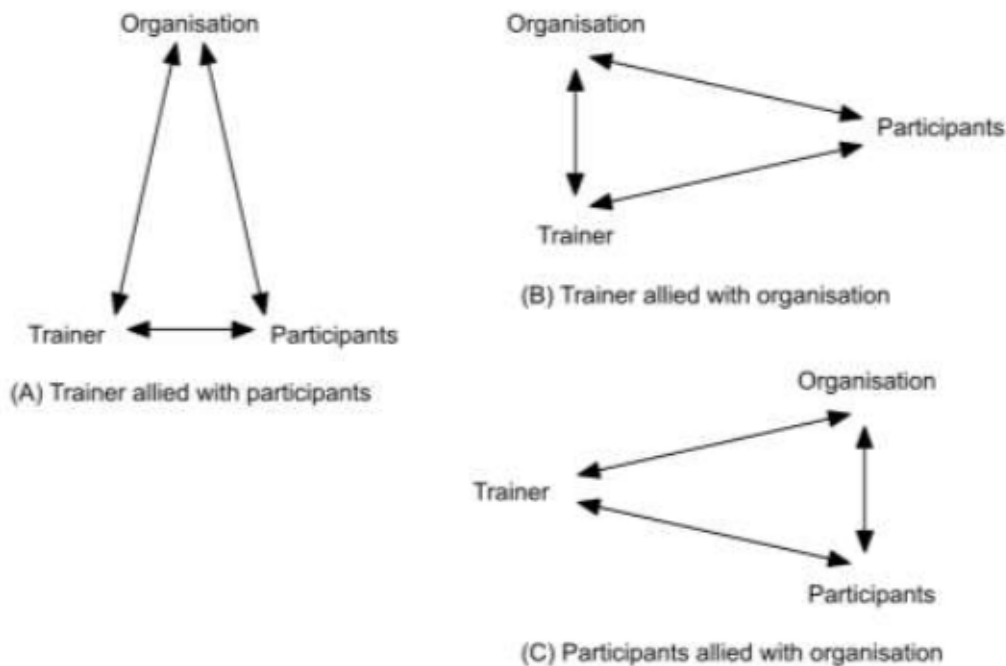 Organisation
Trainer
Participants
(A) Trainer allied with participants
Organisation
Participants
Trainer
(B) Trainer allied with organisation
Organisation
Trainer
Participants
(C) Participants allied with organisation